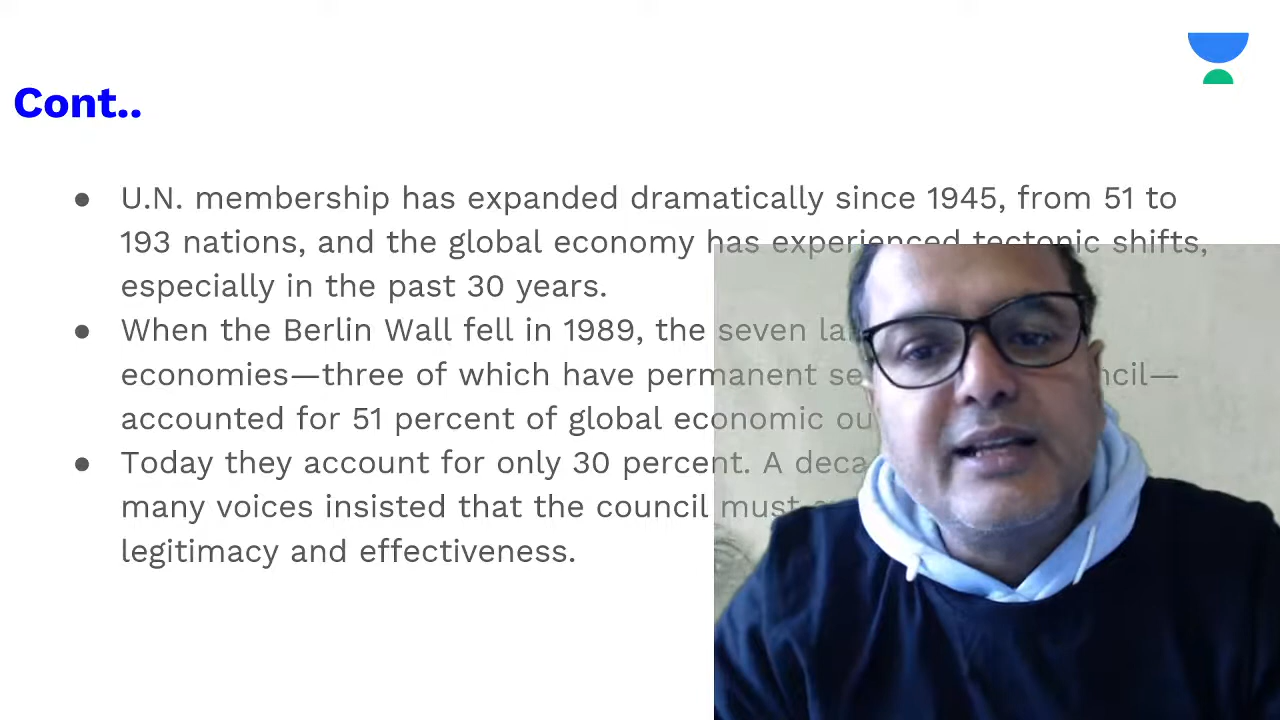 Cont..
● U.N. membership has expanded dramatically since 1945, from 51 to
193 nations, and the global economy has experienced tectonic shifts,
especially in the past 30 years.
● When the Berlin Wall fell in 1989, the seven
economies—three of which have permanent
accounted for 51 percent of global economic
● Today they account for only 30 percent. A
many voices insisted that the council must
legitimacy and effectiveness.